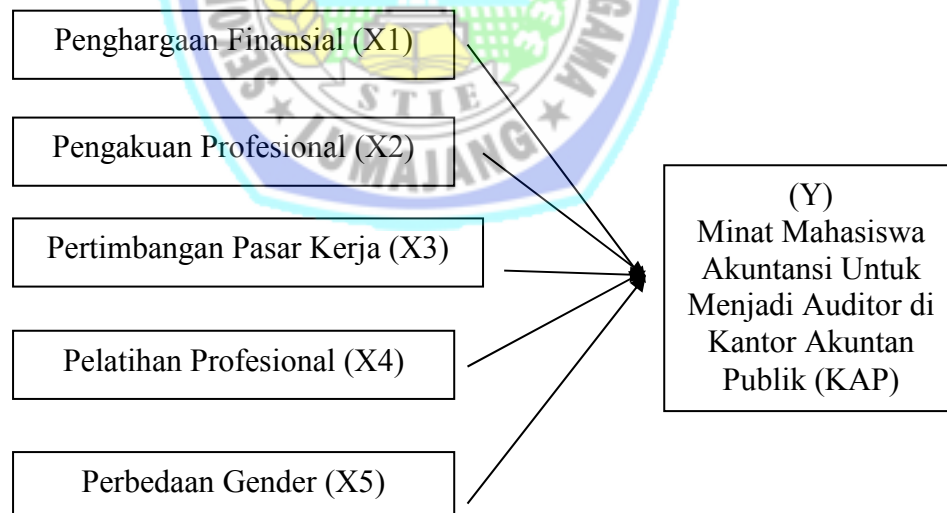 Penghargaan Finansial (X1)
Pengakuan Profesional (X2)
Pertimbangan Pasar Kerja (X3)
Pelatihan Profesional (X4)
Perbedaan Gender (X5)
(Y)
Minat Mahasiswa
Akuntansi Untuk
Menjadi Auditor di
Kantor Akuntan
Publik (KAP)
STIE
LUMAJANG